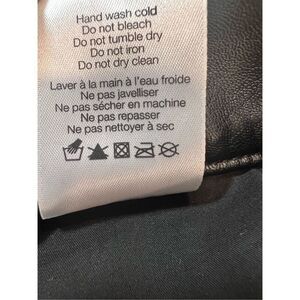 Hand wash cold
Do not bleach
Do not tumble dry
Do not iron
Do not dry clean
Laver à la main à l'eau froide
Ne pas javelliser
Ne pas sécher en machine
Ne pas repasser
Ne pas nettoyer à sec